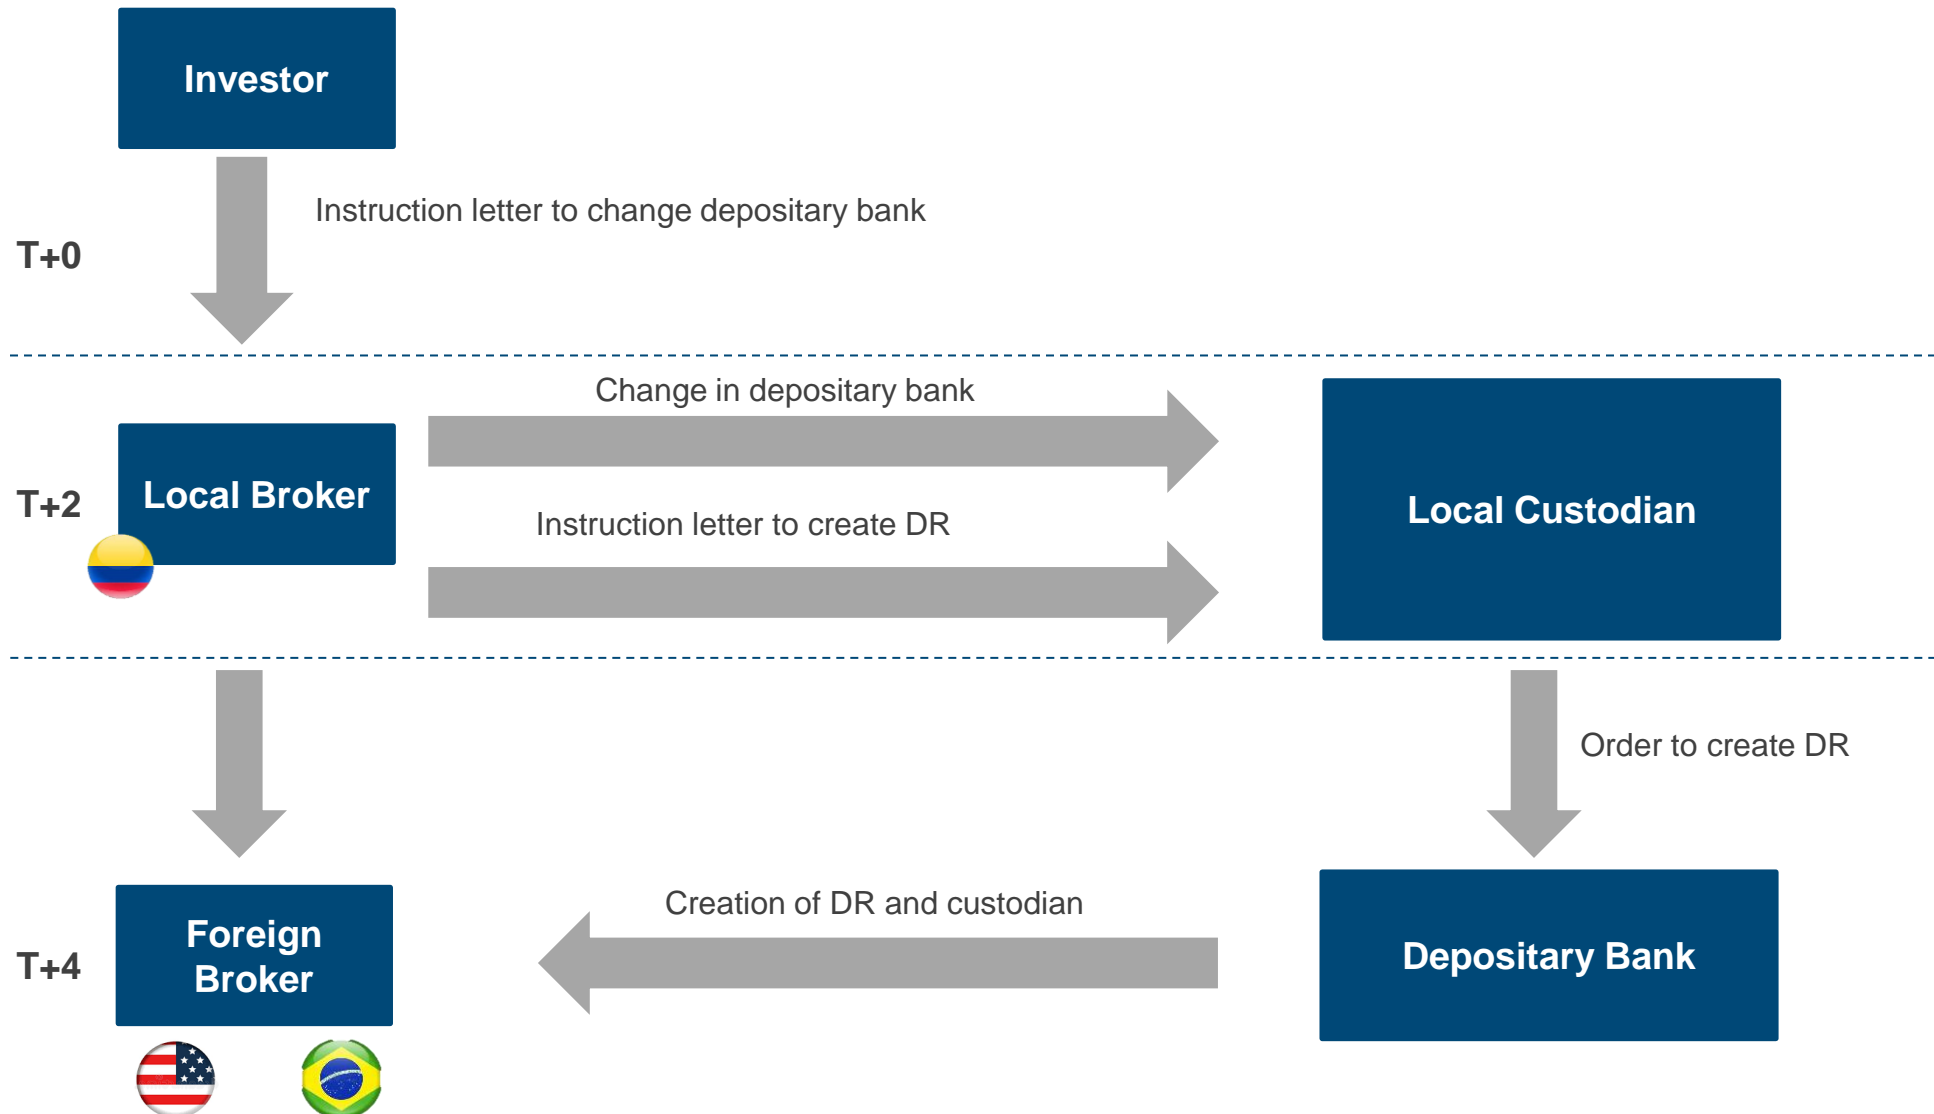 Investor
Instruction letter to change depositary bank
T+0
Change in depositary bank
Local Broker
T+2
Local Custodian
Instruction letter to create DR
Order to create DR
Creation of DR and custodian
Foreign
Broker
T+4
Depositary Bank